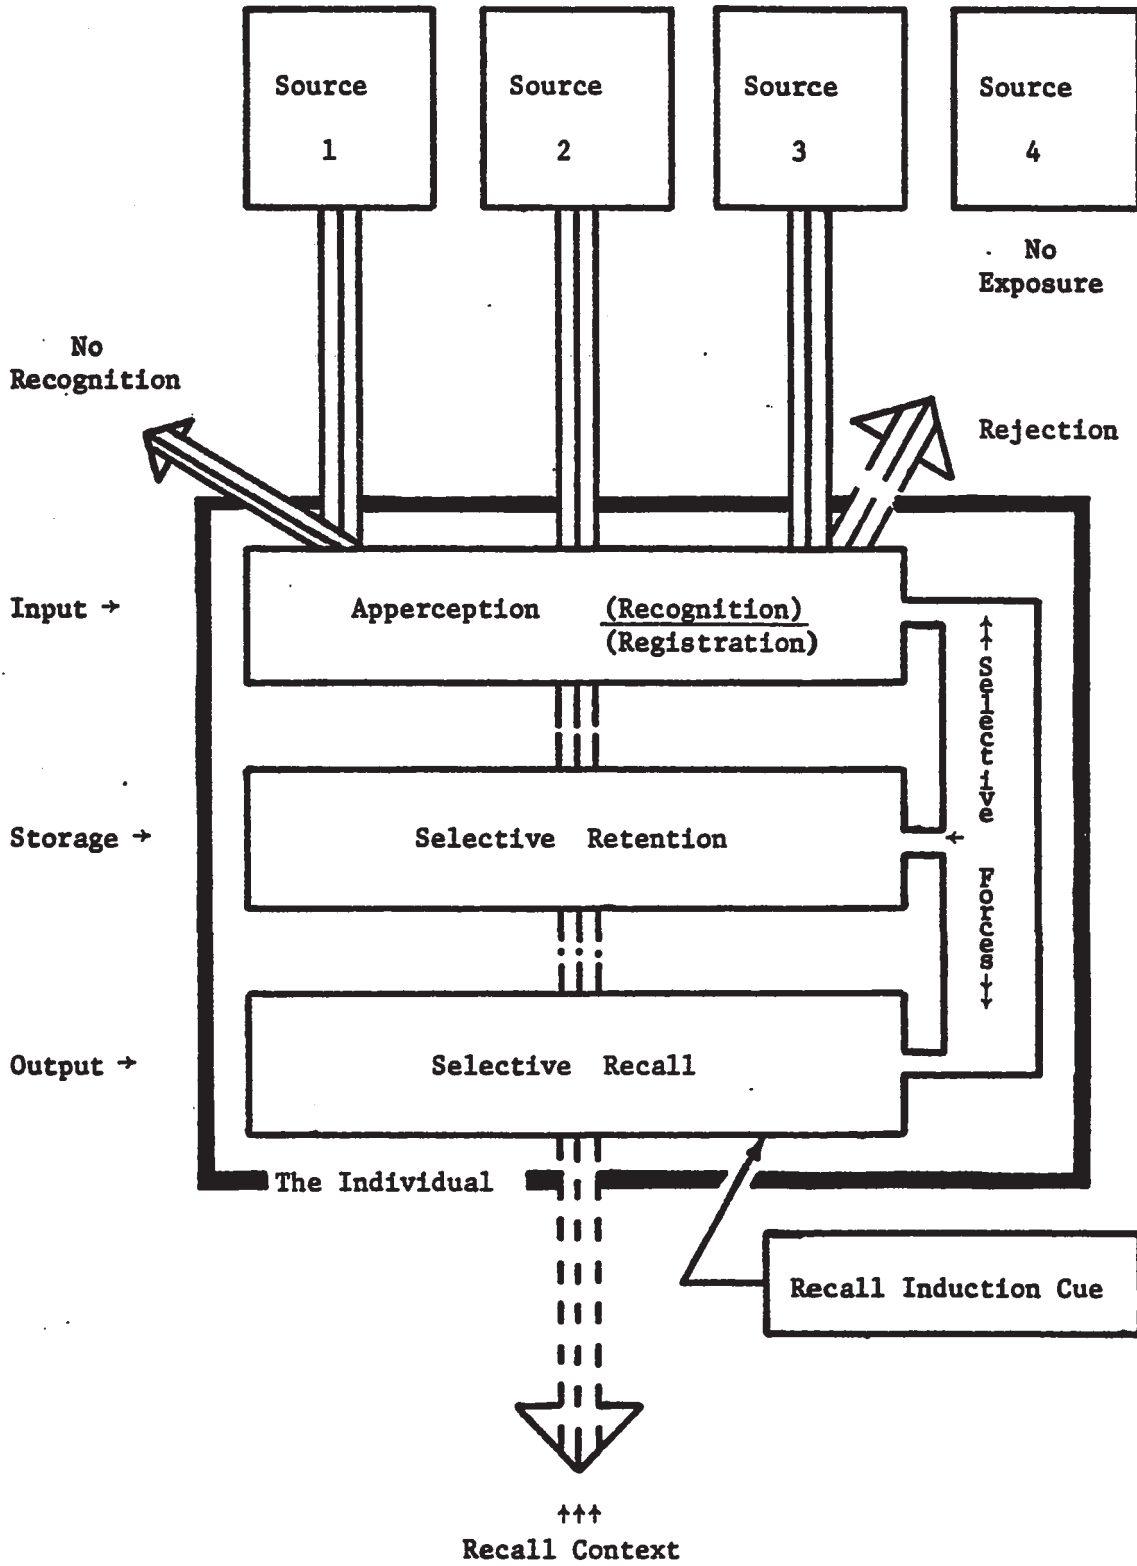 Source
1
Source
2
Source
3
Source
4
No
Exposure
No
Recognition
Rejection
Input →
Apperception (Recognition)
(Registration)
↑↑Selective Forces↓↓
Storage →
Selective Retention
←
Output →
Selective Recall
The Individual
Recall Induction Cue
↑↑↑
Recall Context